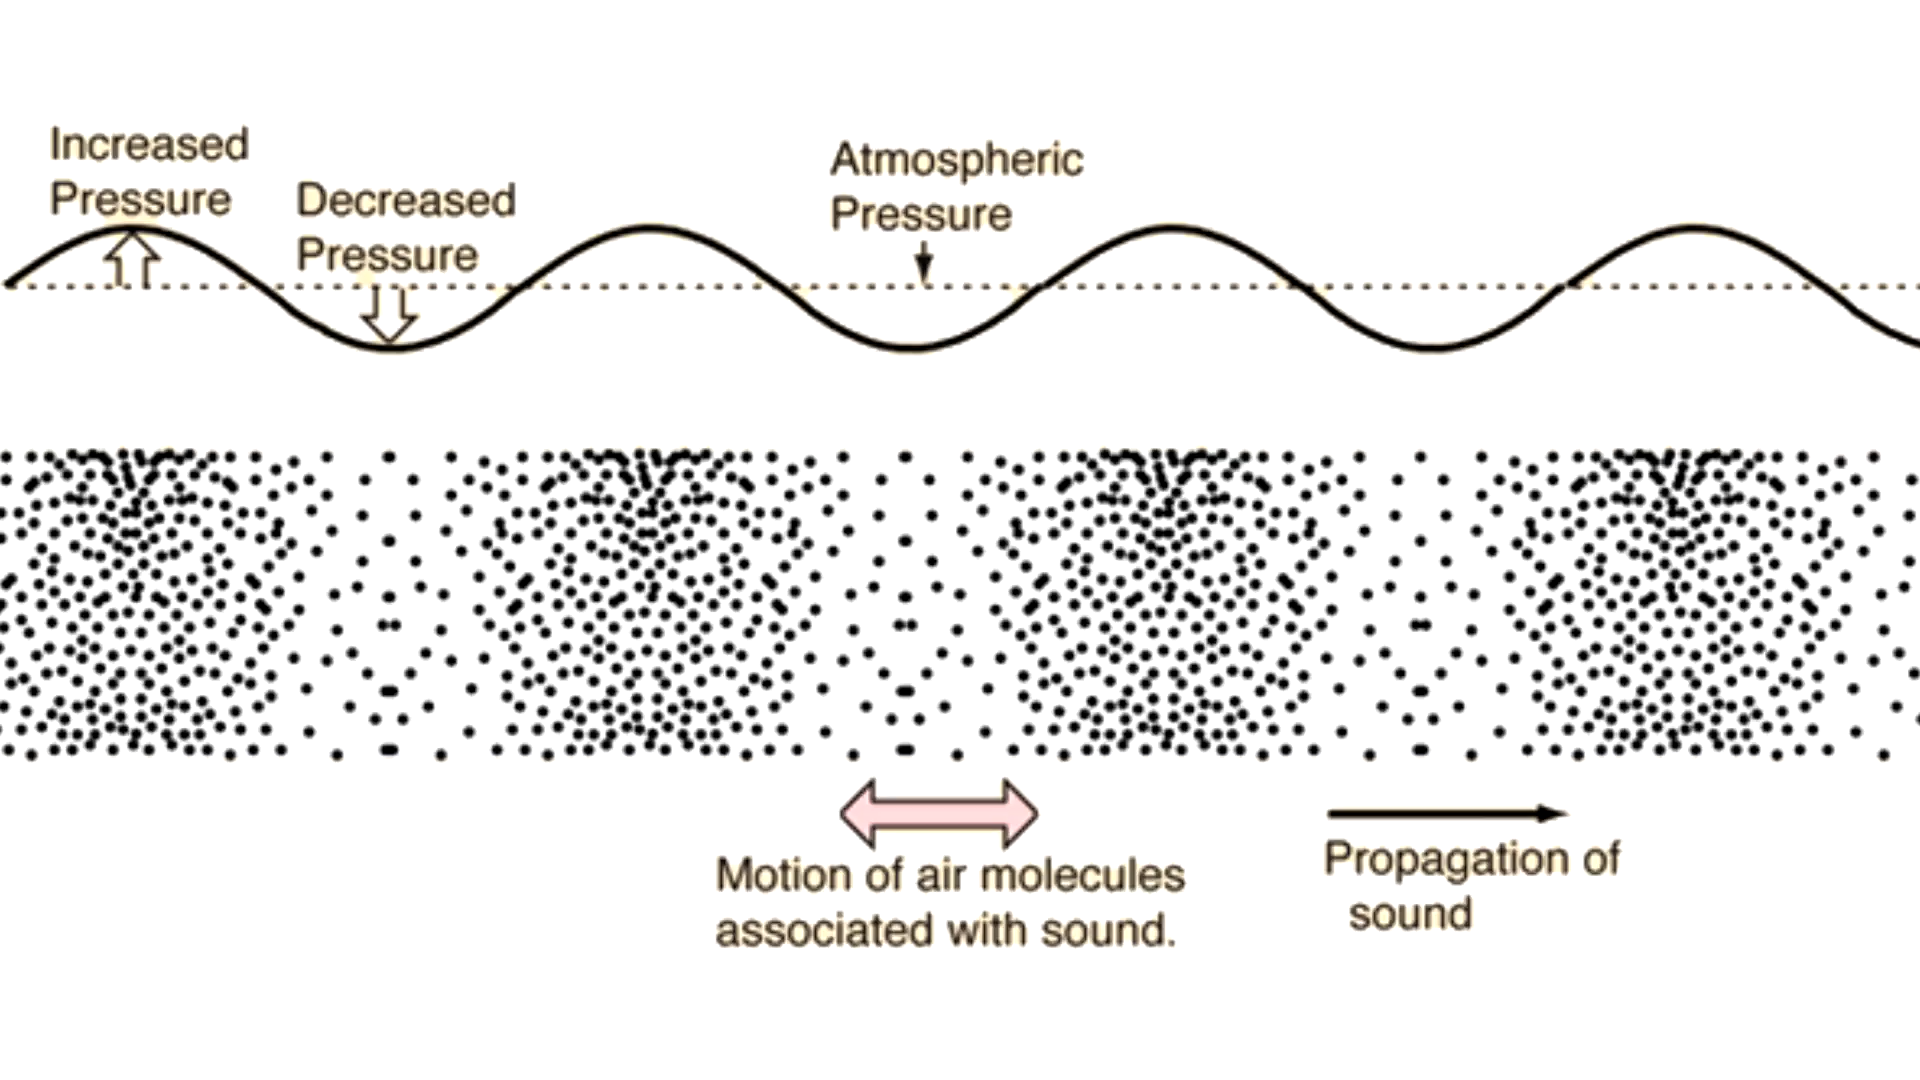 Increased
Pressure
Decreased
Pressure
Atmospheric
Pressure
Motion of air molecules
associated with sound.
Propagation of
sound